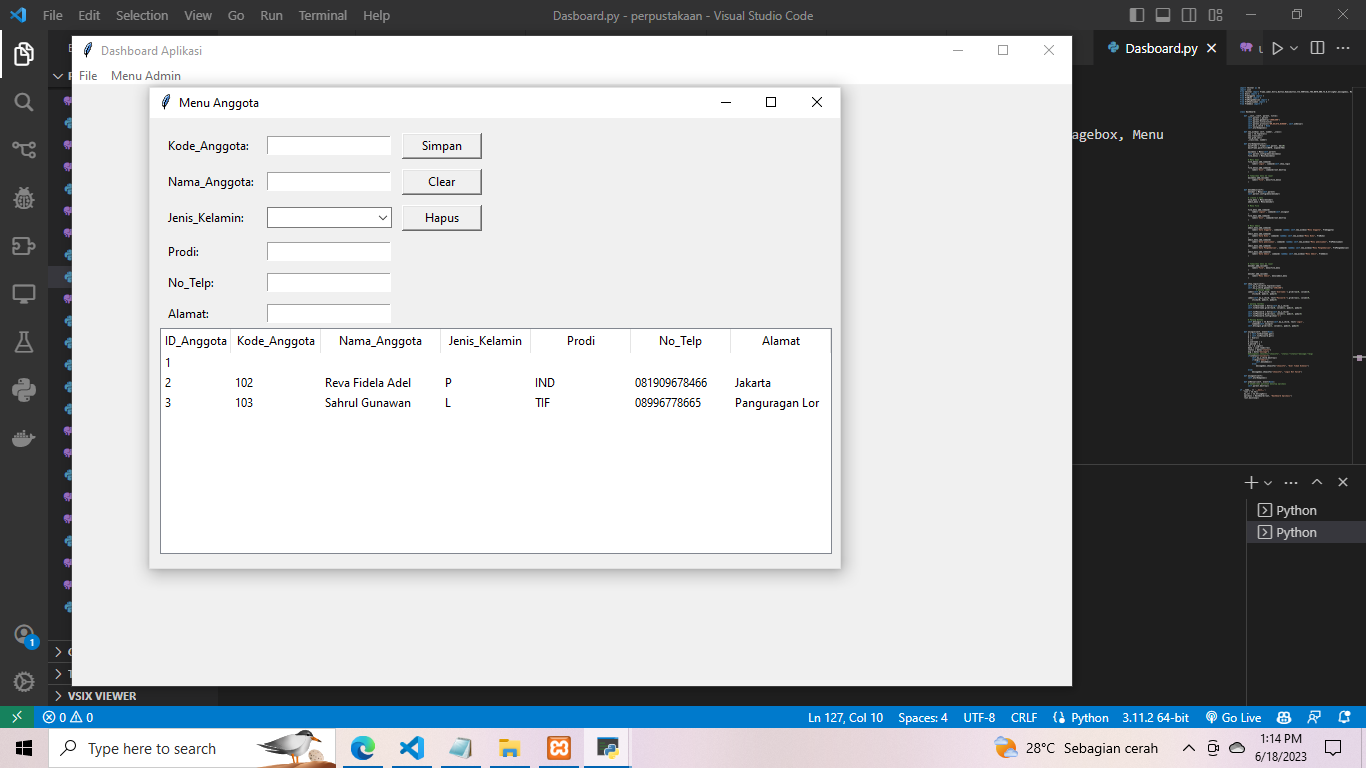 File Edit Selection View Go Run Terminal Help
Dasboard.py - perpustakaan - Visual Studio Code
Dasboard.py
Dashboard Aplikasi
File Menu Admin
Menu Anggota
agebox, Menu
Kode_Anggota: Simpan
Nama_Anggota: Clear
Jenis_Kelamin: Hapus
Prodi:
No_Telp:
Alamat:
ID_Anggota Kode_Anggota Nama_Anggota Jenis_Kelamin Prodi No_Telp Alamat
1
2 102 Reva Fidela Adel P IND 081909678466 Jakarta
3 103 Sahrul Gunawan L TIF 08996778665 Panguragan Lor
Python
Python
1
VSIX VIEWER
0 0 Ln 127, Col 10 Spaces: 4 UTF-8 CRLF Python 3.11.2 64-bit Go Live
Type here to search
28°C Sebagian cerah
1:14 PM
6/18/2023